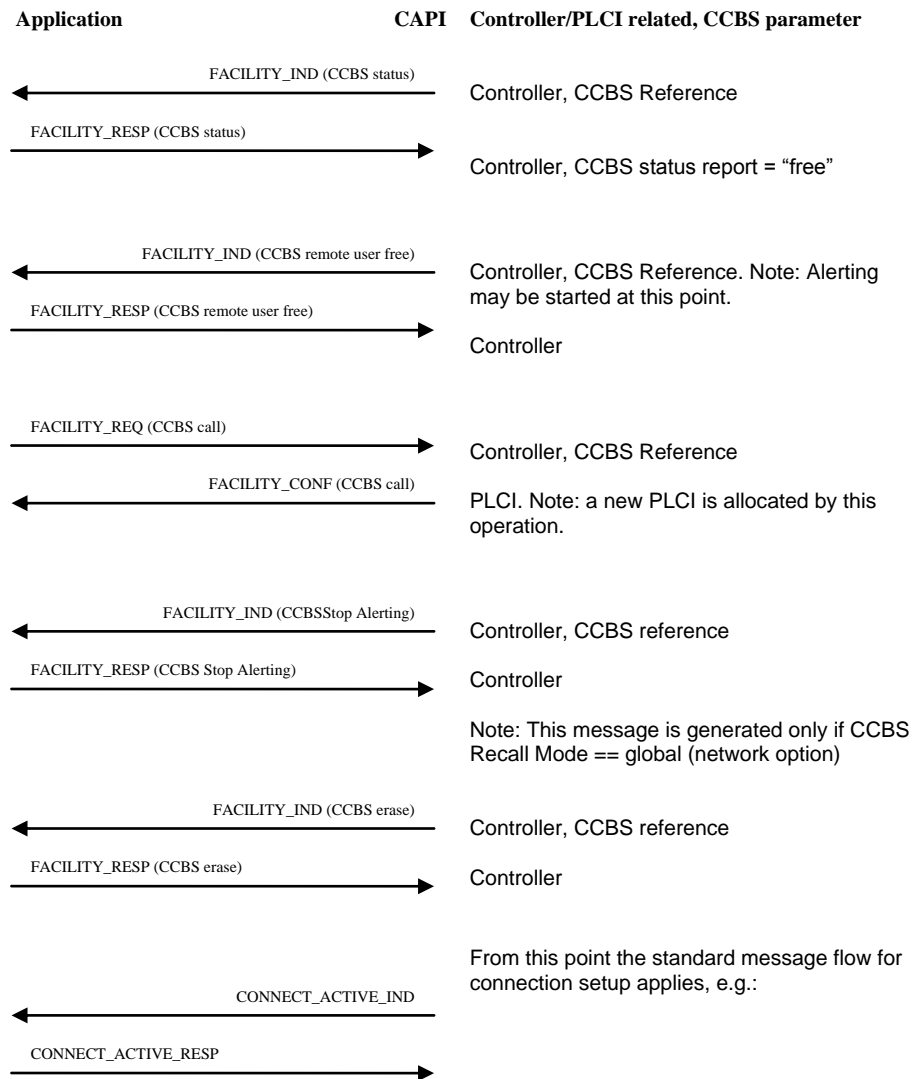 Application CAPI Controller/PLCI related, CCBS parameter
FACILITY_IND (CCBS status)
Controller, CCBS Reference
FACILITY_RESP (CCBS status)
Controller, CCBS status report = “free”
FACILITY_IND (CCBS remote user free)
Controller, CCBS Reference. Note: Alerting
may be started at this point.
FACILITY_RESP (CCBS remote user free)
Controller
FACILITY_REQ (CCBS call)
Controller, CCBS Reference
FACILITY_CONF (CCBS call)
PLCI. Note: a new PLCI is allocated by this
operation.
FACILITY_IND (CCBSStop Alerting)
Controller, CCBS reference
FACILITY_RESP (CCBS Stop Alerting)
Controller
Note: This message is generated only if CCBS
Recall Mode == global (network option)
FACILITY_IND (CCBS erase)
Controller, CCBS reference
FACILITY_RESP (CCBS erase)
Controller
From this point the standard message flow for
connection setup applies, e.g.:
CONNECT_ACTIVE_IND
CONNECT_ACTIVE_RESP